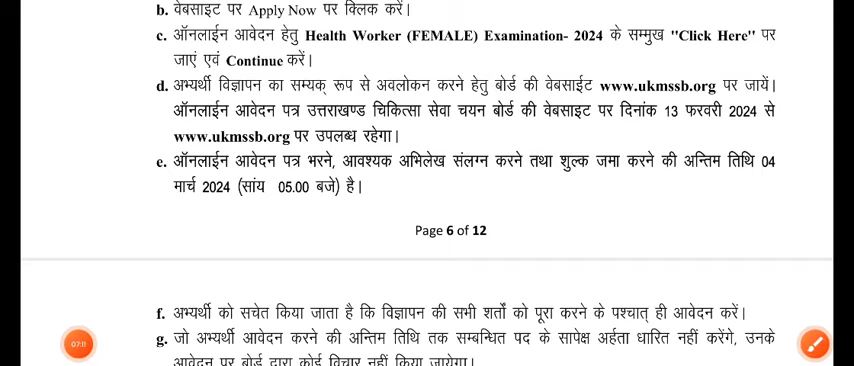 b. वेबसाइट पर Apply Now पर क्लिक करें|
c. ऑनलाईन आवेदन हेतु Health Worker (FEMALE) Examination- 2024 के सम्मुख "Click Here" पर
जाएं एवं Continue करें|
d. अभ्यर्थी विज्ञापन का सम्यक् रूप से अवलोकन करने हेतु बोर्ड की वेबसाईट www.ukmssb.org पर जायें|
ऑनलाईन आवेदन पत्र उत्तराखण्ड चिकित्सा सेवा चयन बोर्ड की वेबसाइट पर दिनांक 13 फरवरी 2024 से
www.ukmssb.org पर उपलब्ध रहेगा|
e. ऑनलाईन आवेदन पत्र भरने, आवश्यक अभिलेख संलग्न करने तथा शुल्क जमा करने की अन्तिम तिथि 04
मार्च 2024 (सांय 05.00 बजे) है|
Page 6 of 12
f. अभ्यर्थी को सचेत किया जाता है कि विज्ञापन की सभी शर्तों को पूरा करने के पश्चात् ही आवेदन करें|
g. जो अभ्यर्थी आवेदन करने की अन्तिम तिथि तक सम्बन्धित पद के सापेक्ष अर्हता धारित नहीं करेंगे, उनके
07:11
आवेदन पर बोर्ड द्वारा कोई विचार नहीं किया जायेगा|